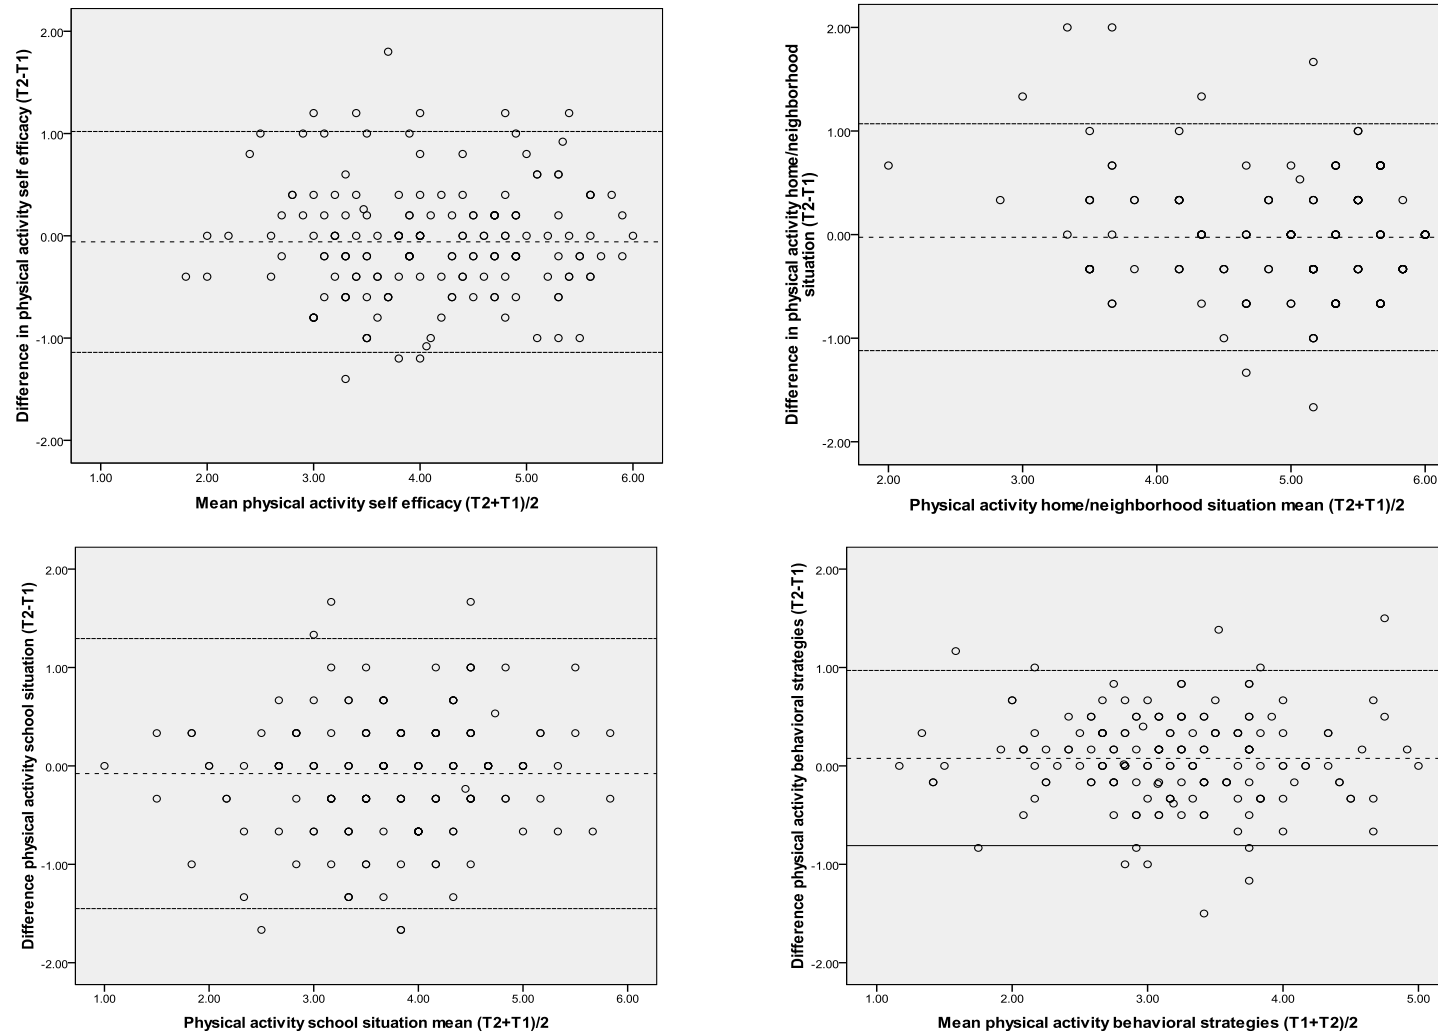 Difference in physical activity self efficacy (T2-T1)
2.00
1.00
0.00
-1.00
-2.00
1.00 2.00 3.00 4.00 5.00 6.00
Mean physical activity self efficacy (T2+T1)/2
Difference in physical activity home/neighborhood
situation (T2-T1)
2.00
1.00
0.00
-1.00
-2.00
2.00 3.00 4.00 5.00 6.00
Physical activity home/neighborhood situation mean (T2+T1)/2
Difference physical activity school situation (T2-T1)
2.00
1.00
0.00
-1.00
-2.00
1.00 2.00 3.00 4.00 5.00 6.00
Physical activity school situation mean (T2+T1)/2
Difference physical activity behavioral strategies (T2-T1)
2.00
1.00
0.00
-1.00
-2.00
1.00 2.00 3.00 4.00 5.00
Mean physical activity behavioral strategies (T1+T2)/2